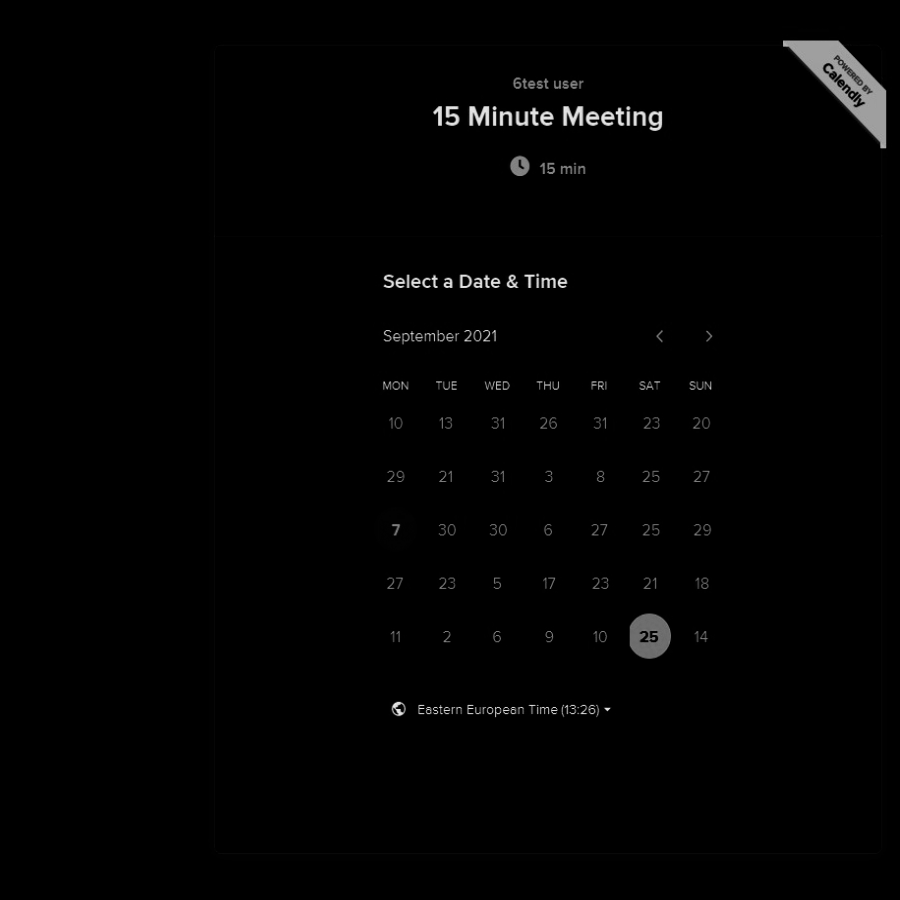 POWERED BY
Calendly
6test user
15 Minute Meeting
15 min
Select a Date & Time
September 2021
MON TUE WED THU FRI SAT SUN
10 13 31 26 31 23 20
29 21 31 3 8 25 27
7 30 30 6 27 25 29
27 23 5 17 23 21 18
11 2 6 9 10 25 14
Eastern European Time (13:26)